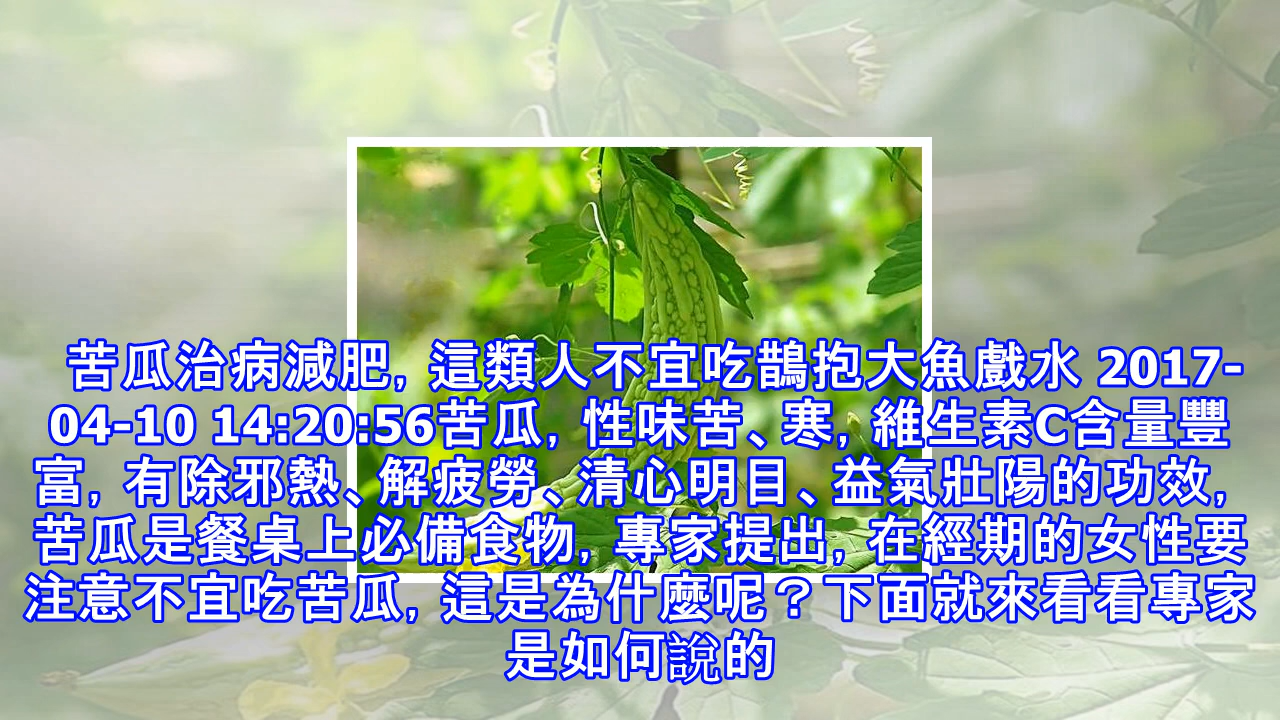 苦瓜治病減肥, 這類人不宜吃鵲抱大魚戲水 2017-
04-10 14:20:56苦瓜, 性味苦、寒, 維生素C含量豐
富, 有除邪熱、解疲勞、清心明目、益氣壯陽的功效,
苦瓜是餐桌上必備食物, 專家提出, 在經期的女性要
注意不宜吃苦瓜, 這是為什麼呢？下面就來看看專家
是如何說的